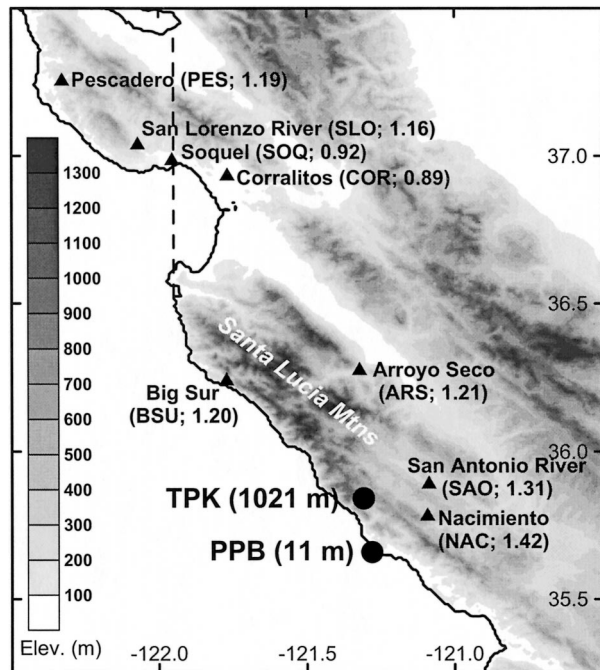 Pescadero (PES; 1.19)
San Lorenzo River (SLO; 1.16)
Soquel (SOQ; 0.92)
37.0
Corralitos (COR; 0.89)
1300
1200
1100
1000
900
800
700
600
500
400
300
200
100
Elev. (m)
36.5
Santa Lucia Mtns
Arroyo Seco
(ARS; 1.21)
Big Sur
(BSU; 1.20)
36.0
San Antonio River
(SAO; 1.31)
TPK (1021 m)
Nacimiento
(NAC; 1.42)
PPB (11 m)
35.5
-122.0
-121.5
-121.0